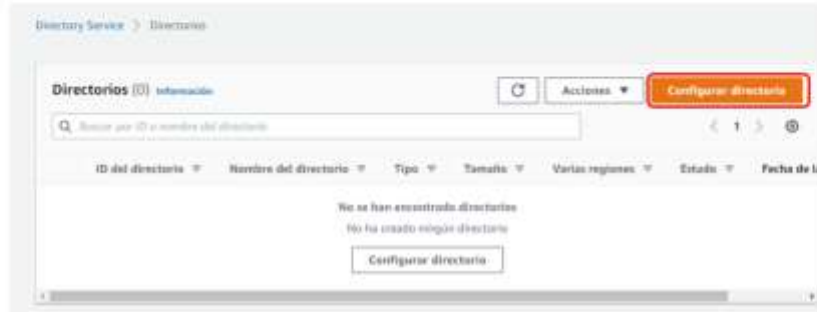 Directory Service > Directorios
Directorios (0) Información
Acciones
Configurar directorio
Buscar por ID o nombre del directorio
1
ID del directorio Nombre del directorio Tipo Tamaño Varias regiones Estado Fecha de la
No se han encontrado directorios
No ha creado ningún directorio
Configurar directorio